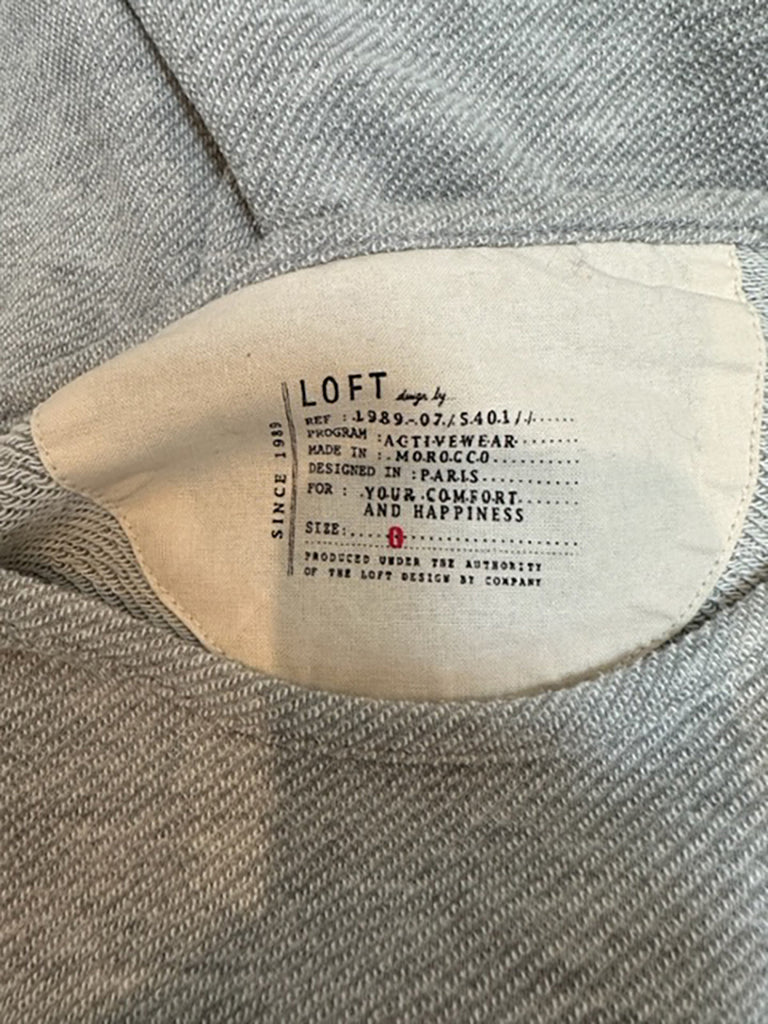 LOFT design by..
REF : .1989.-07./5401//......
PROGRAM :ACTIVEWEAR..........
MADE IN :..MOROCCO...........
DESIGNED IN :PARIS...........
FOR : .YOUR.COMFORT..........
AND HAPPINESS
SIZE:.....0..................
PRODUCED UNDER THE AUTHORITY
OF THE LOFT DESIGN BY COMPANY
SINCE 1989